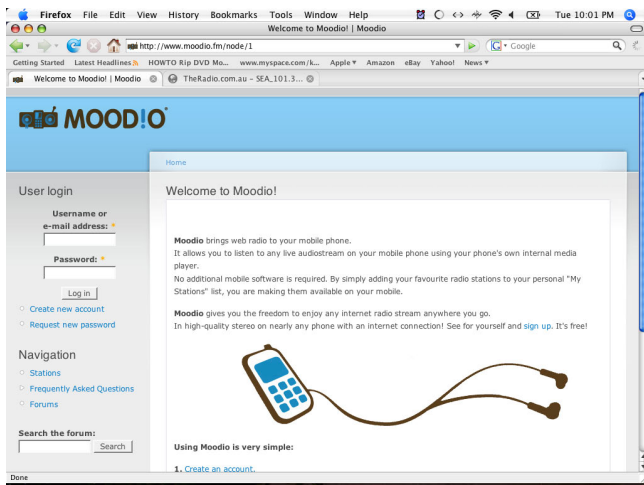 Firefox File Edit View History Bookmarks Tools Window Help Tue 10:01 PM
Welcome to Moodio! | Moodio
http://www.moodio.fm/node/1
Google
Getting Started Latest Headlines HOWTO Rip DVD Mo... www.myspace.com/k... Apple Amazon eBay Yahoo! News
Welcome to Moodio! | Moodio TheRadio.com.au – SEA_101.3...
MOOD!O
Home
User login
Username or
e-mail address: *
Password: *
Log in
Create new account
Request new password
Navigation
Stations
Frequently Asked Questions
Forums
Search the forum:
Search
Welcome to Moodio!
Moodio brings web radio to your mobile phone.
It allows you to listen to any live audiostream on your mobile phone using your phone's own internal media
player.
No additional mobile software is required. By simply adding your favourite radio stations to your personal "My
Stations" list, you are making them available on your mobile.
Moodio gives you the freedom to enjoy any internet radio stream anywhere you go.
In high-quality stereo on nearly any phone with an internet connection! See for yourself and sign up. It's free!
Using Moodio is very simple:
1. Create an account.
Done